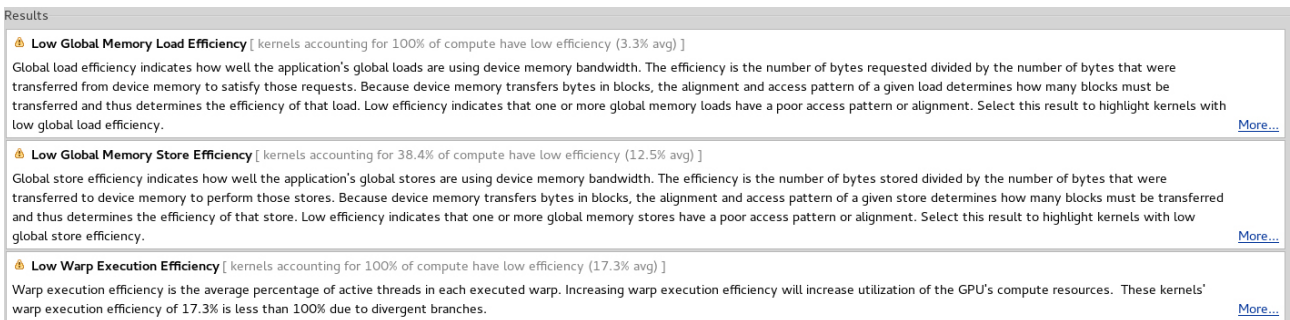 Results
Low Global Memory Load Efficiency [ kernels accounting for 100% of compute have low efficiency (3.3% avg) ]
Global load efficiency indicates how well the application's global loads are using device memory bandwidth. The efficiency is the number of bytes requested divided by the number of bytes that were
transferred from device memory to satisfy those requests. Because device memory transfers bytes in blocks, the alignment and access pattern of a given load determines how many blocks must be
transferred and thus determines the efficiency of that load. Low efficiency indicates that one or more global memory loads have a poor access pattern or alignment. Select this result to highlight kernels with
low global load efficiency. More...
Low Global Memory Store Efficiency [ kernels accounting for 38.4% of compute have low efficiency (12.5% avg) ]
Global store efficiency indicates how well the application's global stores are using device memory bandwidth. The efficiency is the number of bytes stored divided by the number of bytes that were
transferred to device memory to perform those stores. Because device memory transfers bytes in blocks, the alignment and access pattern of a given store determines how many blocks must be transferred
and thus determines the efficiency of that store. Low efficiency indicates that one or more global memory stores have a poor access pattern or alignment. Select this result to highlight kernels with low
global store efficiency. More...
Low Warp Execution Efficiency [ kernels accounting for 100% of compute have low efficiency (17.3% avg) ]
Warp execution efficiency is the average percentage of active threads in each executed warp. Increasing warp execution efficiency will increase utilization of the GPU's compute resources. These kernels'
warp execution efficiency of 17.3% is less than 100% due to divergent branches. More...